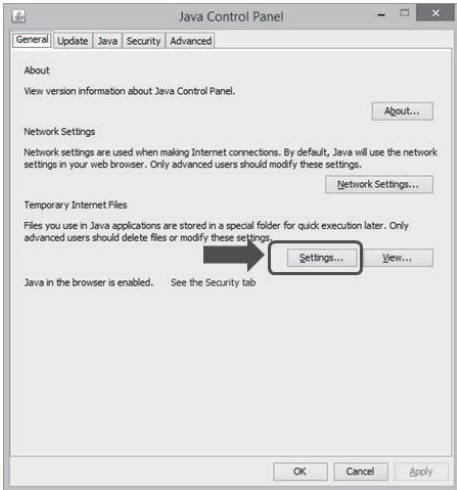 Java Control Panel
General Update Java Security Advanced
About
View version information about Java Control Panel.
About...
Network Settings
Network settings are used when making Internet connections. By default, Java will use the network
settings in your web browser. Only advanced users should modify these settings.
Network Settings...
Temporary Internet Files
Files you use in Java applications are stored in a special folder for quick execution later. Only
advanced users should delete files or modify these settings.
Settings... View...
Java in the browser is enabled. See the Security tab
OK Cancel Apply